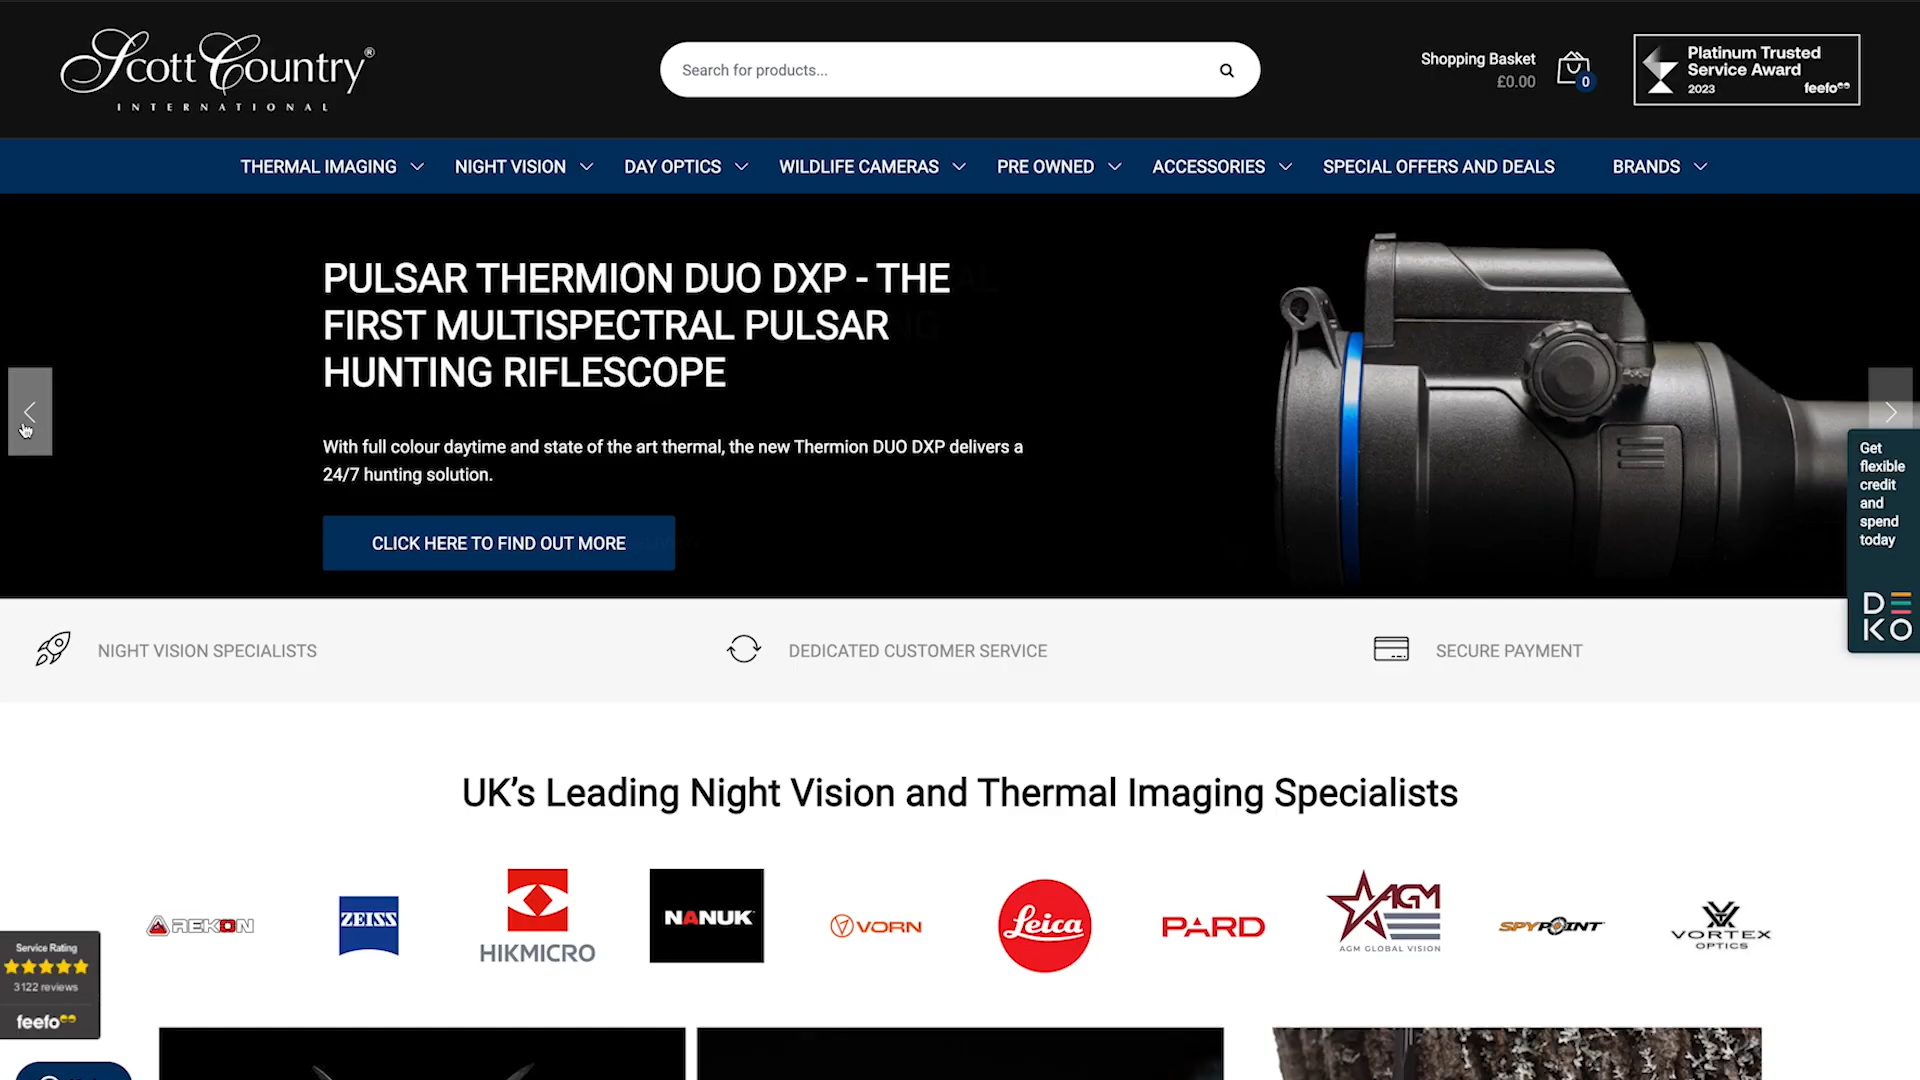 Scott Country®
INTERNATIONAL
Search for products...
Shopping Basket
£0.00
0
Platinum Trusted
Service Award
2023
feefo
THERMAL IMAGING
NIGHT VISION
DAY OPTICS
WILDLIFE CAMERAS
PRE OWNED
ACCESSORIES
SPECIAL OFFERS AND DEALS
BRANDS
PULSAR THERMION DUO DXP - THE
FIRST MULTISPECTRAL PULSAR
HUNTING RIFLESCOPE
With full colour daytime and state of the art thermal, the new Thermion DUO DXP delivers a
24/7 hunting solution.
CLICK HERE TO FIND OUT MORE
Get
flexible
credit
and
spend
today
DEKO
NIGHT VISION SPECIALISTS
DEDICATED CUSTOMER SERVICE
SECURE PAYMENT
UK’s Leading Night Vision and Thermal Imaging Specialists
REKON
ZEISS
HIKMICRO
NANUK
VORN
Leica
PARD
AGM
AGM GLOBAL VISION
SPYPOINT
VORTEX
OPTICS
Service Rating
3122 reviews
feefo